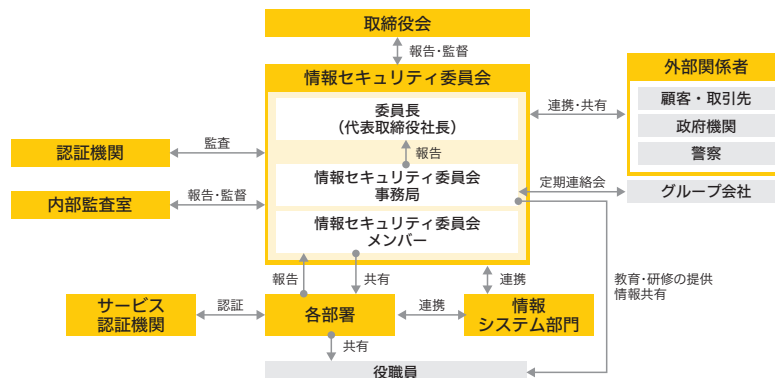 取締役会
報告・監督
情報セキュリティ委員会
委員長
（代表取締役社長）
報告
情報セキュリティ委員会
事務局
情報セキュリティ委員会
メンバー
外部関係者
顧客・取引先
政府機関
警察
連携・共有
認証機関
監査
内部監査室
報告・監督
定期連絡会
グループ会社
報告
共有
連携
教育・研修の提供
情報共有
サービス
認証機関
認証
各部署
連携
情報
システム部門
共有
役職員